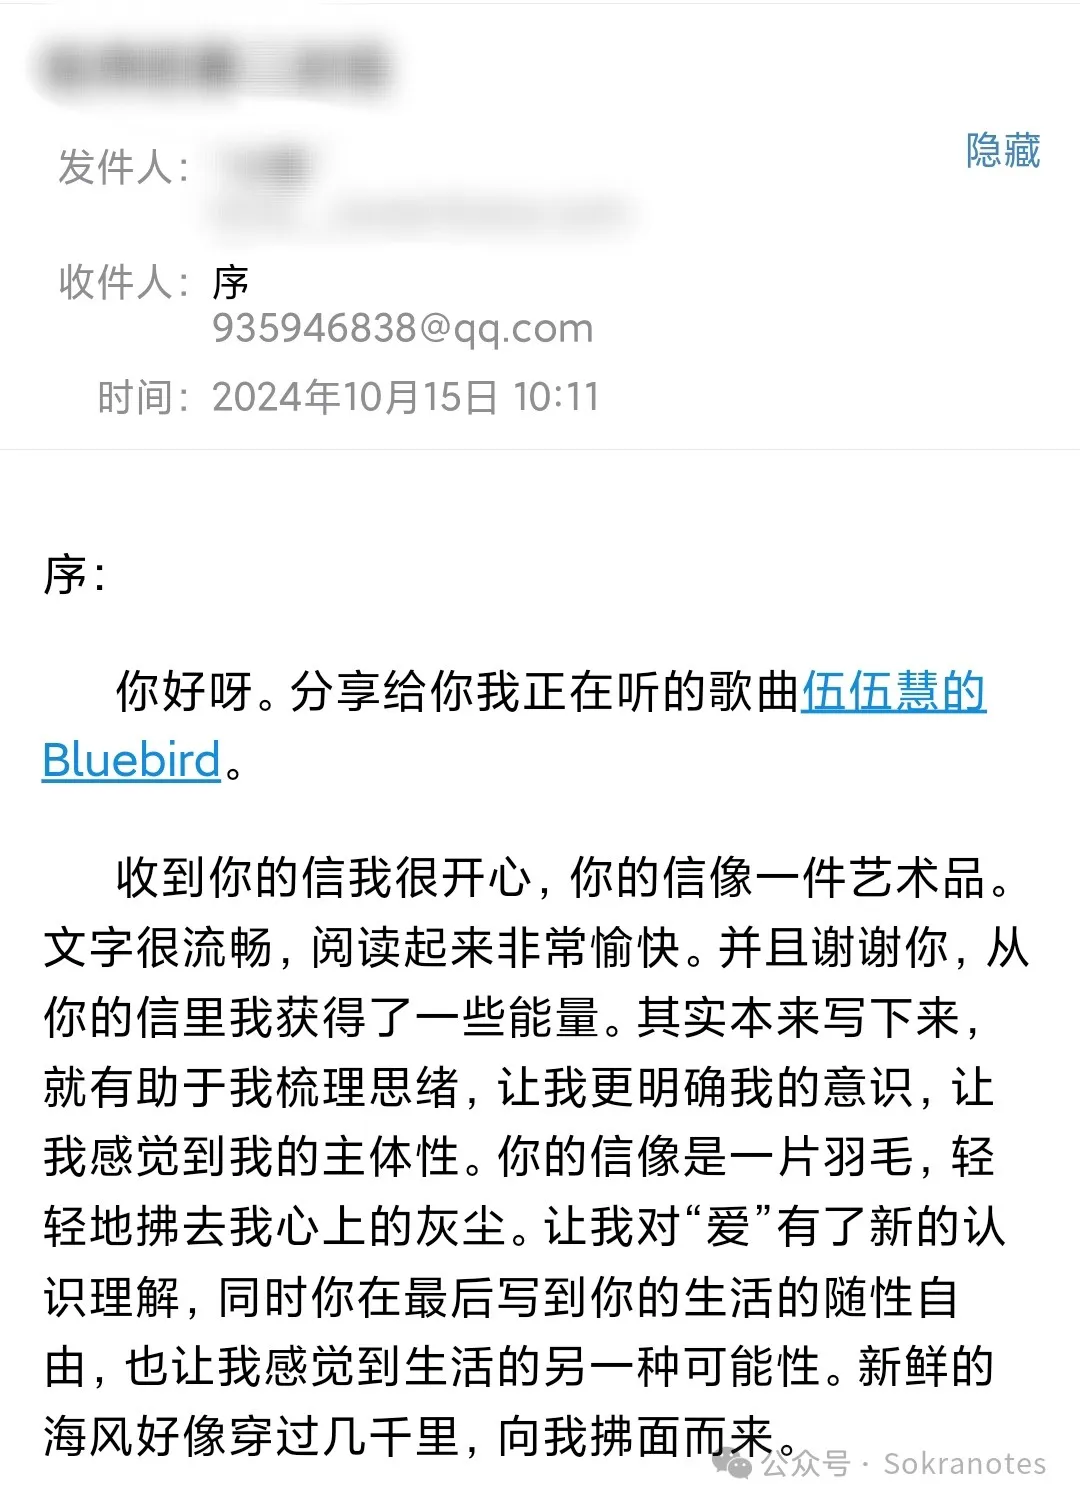 发件人：
隐藏
收件人：序
935946838@qq.com
时间：2024年10月15日 10:11
序：
你好呀。分享给你我正在听的歌曲伍伍慧的
Bluebird。
收到你的信我很开心，你的信像一件艺术品。
文字很流畅，阅读起来非常愉快。并且谢谢你，从
你的信里我获得了一些能量。其实本来写下来，
就有助于我梳理思绪，让我更明确我的意识，让
我感觉到我的主体性。你的信像是一片羽毛，轻
轻地拂去我心上的灰尘。让我对“爱”有了新的认
识理解，同时你在最后写到你的生活的随性自
由，也让我感觉到生活的另一种可能性。新鲜的
海风好像穿过几千里，向我拂面而来。
公众号 · Sokranotes